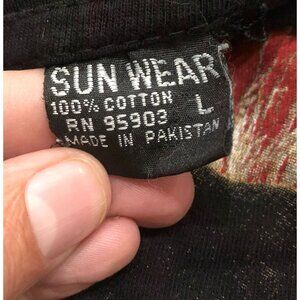 SUN WEAR
100% COTTON L
RN 95903
MADE IN PAKISTAN